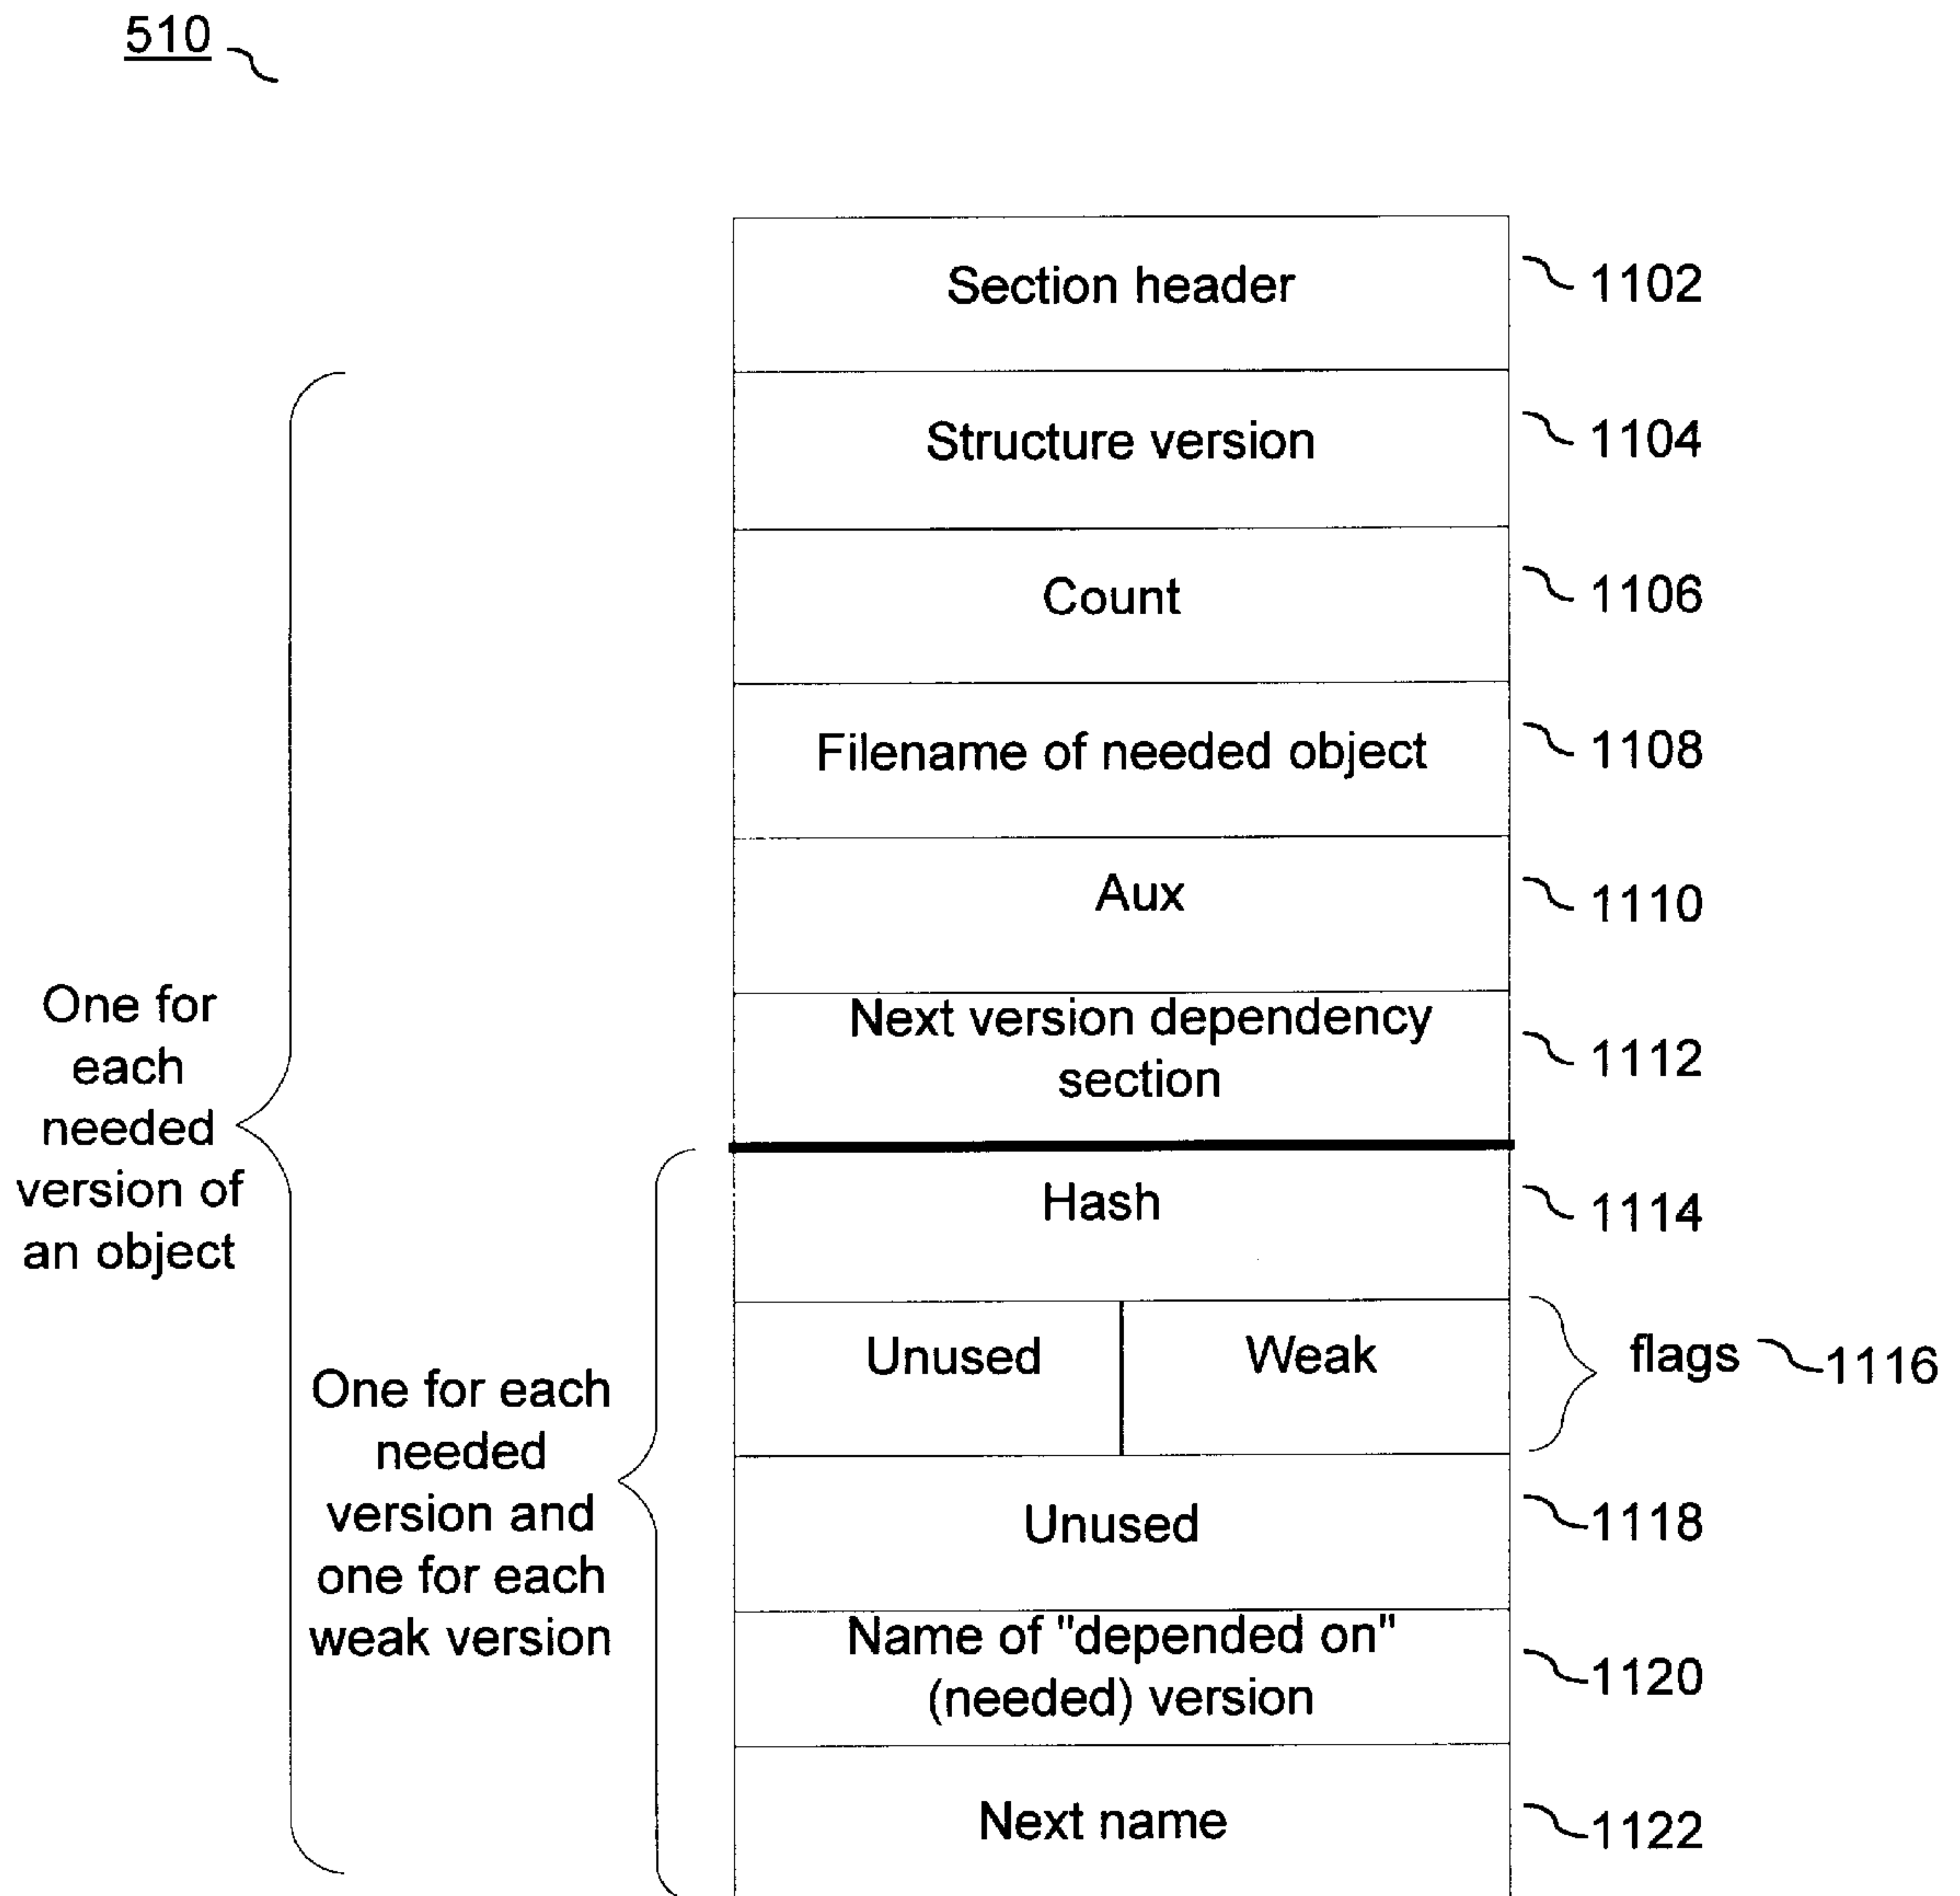 510
Section header
1102
Structure version
1104
Count
1106
Filename of needed object
1108
Aux
1110
Next version dependency
section
1112
One for
each
needed
version of
an object
Hash
1114
Unused
Weak
flags
1116
One for each
needed
version and
one for each
weak version
Unused
1118
Name of "depended on"
(needed) version
1120
Next name
1122